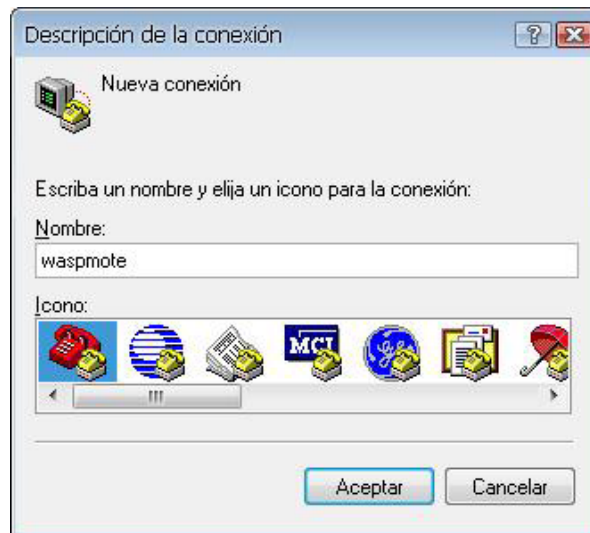 Descripción de la conexión
Nueva conexión
Escriba un nombre y elija un icono para la conexión:
Nombre:
waspmote
Icono:
MCI
Aceptar
Cancelar